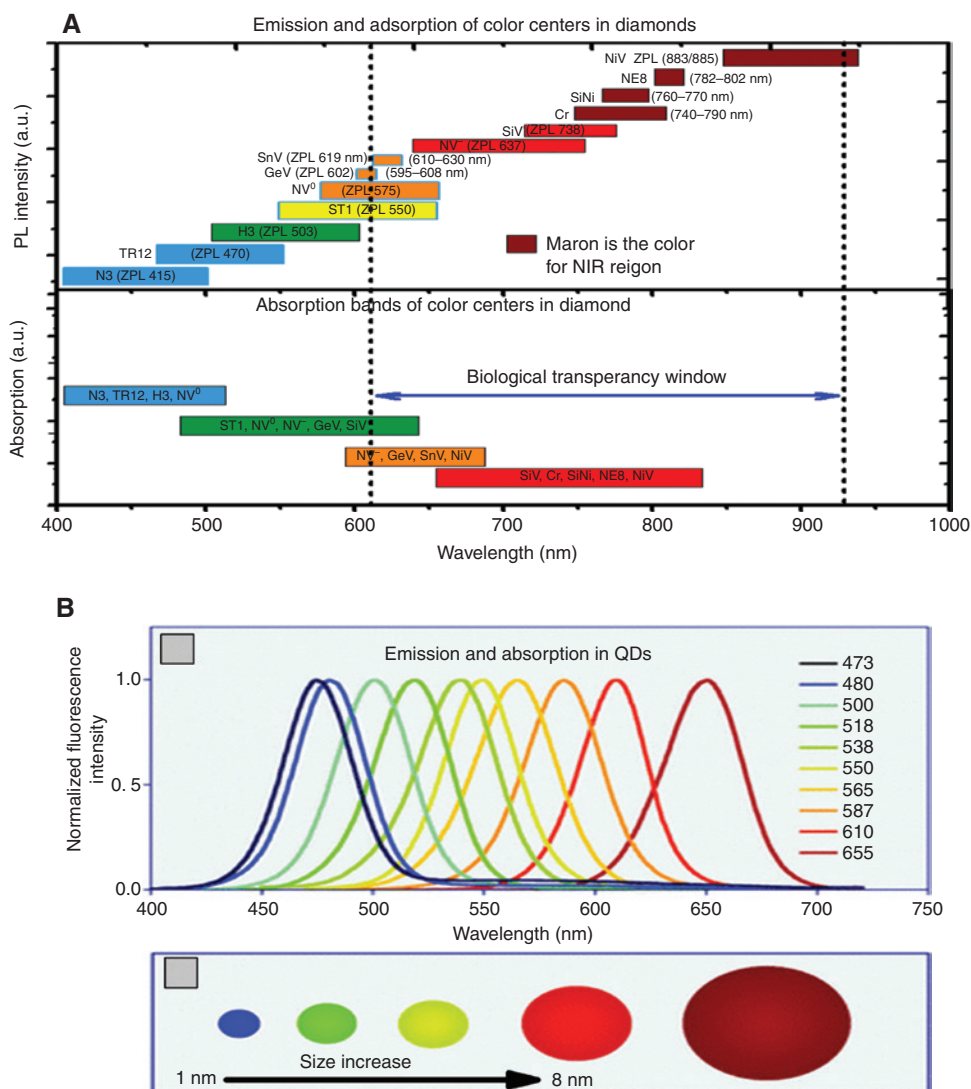 A
Emission and adsorption of color centers in diamonds
PL intensity (a.u.)
NiV ZPL (883/885)
NE8 (782–802 nm)
SiNi (760–770 nm)
Cr (740–790 nm)
SiV (ZPL 738)
NV⁻ (ZPL 637)
SnV (ZPL 619 nm) (610–630 nm)
GeV (ZPL 602) (595–608 nm)
NV⁰ (ZPL 575)
ST1 (ZPL 550)
H3 (ZPL 503)
TR12 (ZPL 470)
N3 (ZPL 415)
Maron is the color
for NIR reigon
Absorption bands of color centers in diamond
Absorption (a.u.)
Biological transperancy window
N3, TR12, H3, NV⁰
ST1, NV⁰, NV⁻, GeV, SiV
NV⁻, GeV, SnV, NiV
SiV, Cr, SiNi, NE8, NiV
400 500 600 700 800 900 1000
Wavelength (nm)
B
Emission and absorption in QDs
Normalized fluorescence
intensity
1.0
0.5
0.0
473
480
500
518
538
550
565
587
610
655
400 450 500 550 600 650 700 750
Wavelength (nm)
Size increase
1 nm 8 nm